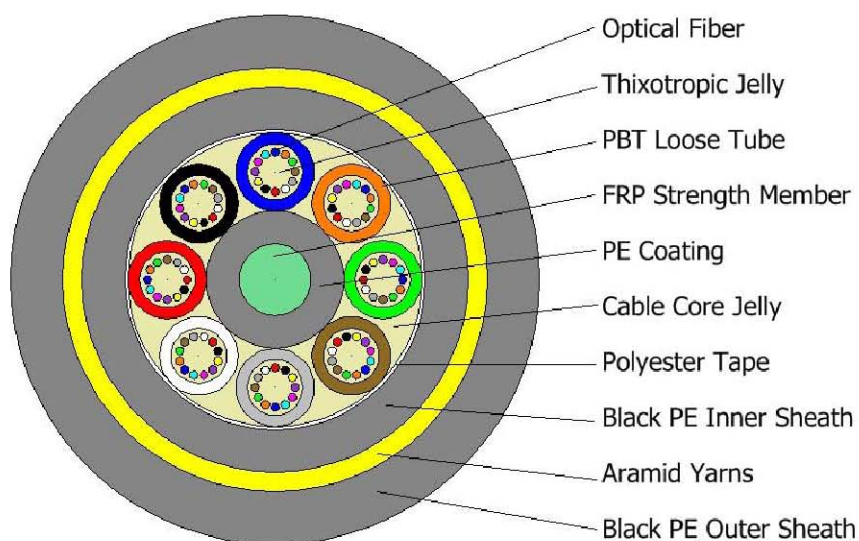 Optical Fiber
Thixotropic Jelly
PBT Loose Tube
FRP Strength Member
PE Coating
Cable Core Jelly
Polyester Tape
Black PE Inner Sheath
Aramid Yarns
Black PE Outer Sheath